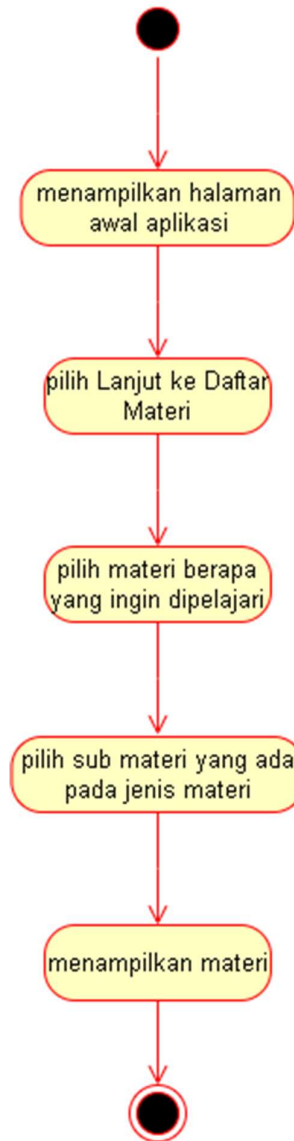 menampilkan halaman
awal aplikasi
pilih Lanjut ke Daftar
Materi
pilih materi berapa
yang ingin dipelajari
pilih sub materi yang ada
pada jenis materi
menampilkan materi